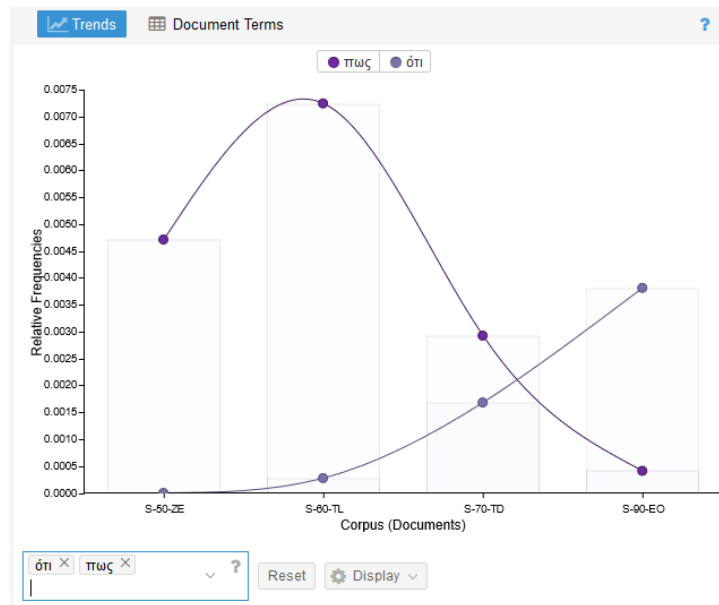 Trends Document Terms ?
πως ότι
0.0075
0.0070
0.0065
0.0060
0.0055
0.0050
0.0045
0.0040
0.0035
0.0030
0.0025
0.0020
0.0015
0.0010
0.0005
0.0000
Relative Frequencies
S-50-ZE S-60-TL S-70-TD S-90-EO
Corpus (Documents)
ότι × πως × ? Reset Display